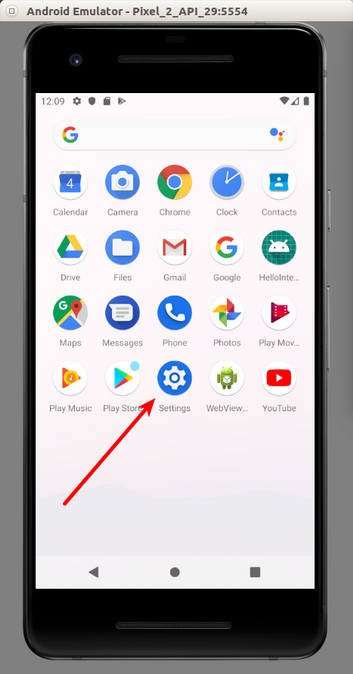 Android Emulator - Pixel_2_API_29:5554
12:09
4
Calendar Camera Chrome Clock Contacts
Drive Files Gmail Google HelloInte...
Maps Messages Phone Photos Play Mov...
Play Music Play Store Settings WebView... YouTube